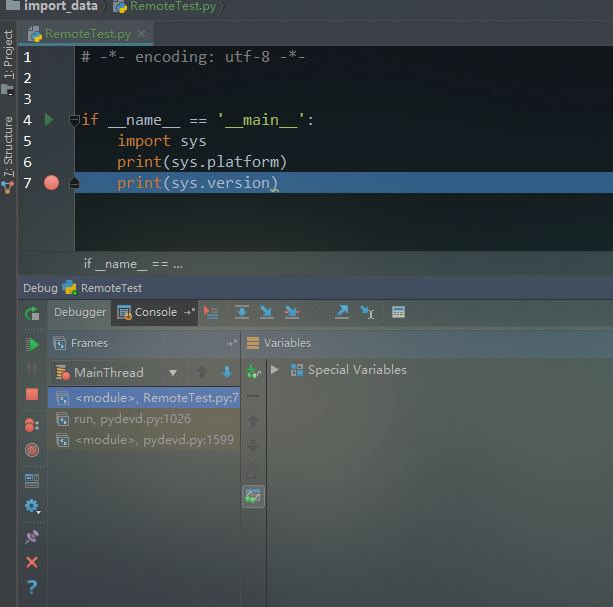 import_data RemoteTest.py
RemoteTest.py
1: Project
7: Structure
1 # -*- encoding: utf-8 -*-
2
3
4 if __name__ == '__main__':
5 import sys
6 print(sys.platform)
7 print(sys.version)
if __name__ == ...
Debug RemoteTest
Debugger Console
Frames
Variables
MainThread
Special Variables
<module>, RemoteTest.py:7
run, pydevd.py:1026
<module>, pydevd.py:1599